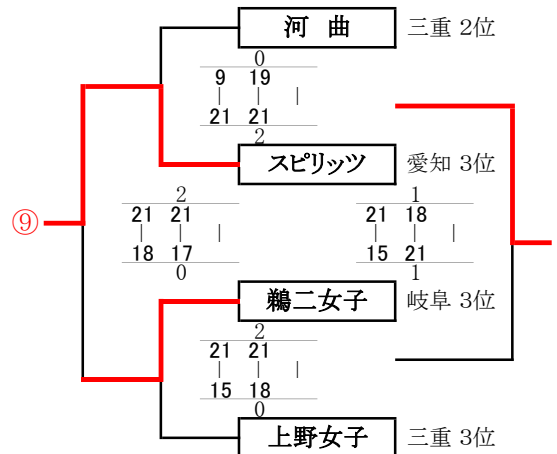 河 曲 三重 2位
0
9 19
| | |
21 21
2
スピリッツ 愛知 3位
2 1
21 21 21 18
⑨ | | | | | |
18 17 15 21
0 1
鵜二女子 岐阜 3位
2
21 21
| | |
15 18
0
上野女子 三重 3位